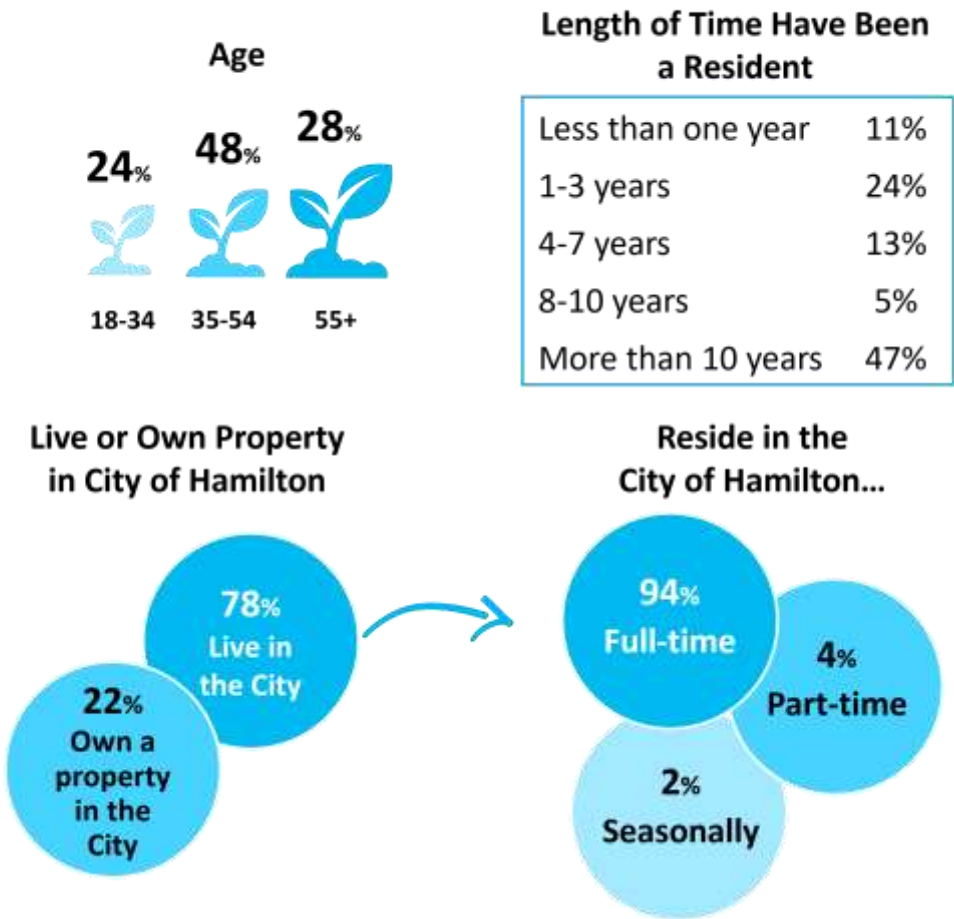 Age
24% 48% 28%
18-34 35-54 55+
Length of Time Have Been
a Resident
Less than one year 11%
1-3 years 24%
4-7 years 13%
8-10 years 5%
More than 10 years 47%
Live or Own Property
in City of Hamilton
78%
Live in
the City
22%
Own a
property
in the
City
Reside in the
City of Hamilton...
94%
Full-time
4%
Part-time
2%
Seasonally